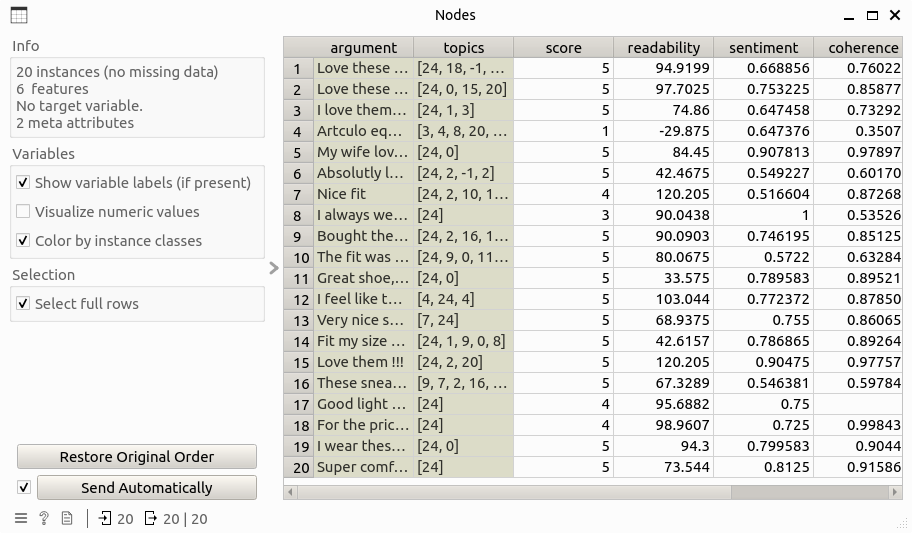 Nodes
Info
20 instances (no missing data)
6 features
No target variable.
2 meta attributes
Variables
Show variable labels (if present)
Visualize numeric values
Color by instance classes
Selection
Select full rows
Restore Original Order
Send Automatically
20 20 | 20
argument topics score readability sentiment coherence
1 Love these ... [24, 18, -1, ... 5 94.9199 0.668856 0.76022
2 Love these ... [24, 0, 15, 20] 5 97.7025 0.753225 0.85877
3 I love them... [24, 1, 3] 5 74.86 0.647458 0.73292
4 Artculo eq... [3, 4, 8, 20, ... 1 -29.875 0.647376 0.3507
5 My wife lov... [24, 0] 5 84.45 0.907813 0.97897
6 Absolutly l... [24, 2, -1, 2] 5 42.4675 0.549227 0.60170
7 Nice fit [24, 2, 10, 1... 4 120.205 0.516604 0.87268
8 I always we... [24] 3 90.0438 1 0.53526
9 Bought the... [24, 2, 16, 1... 5 90.0903 0.746195 0.85125
10 The fit was ... [24, 9, 0, 11... 5 80.0675 0.5722 0.63284
11 Great shoe,... [24, 0] 5 33.575 0.789583 0.89521
12 I feel like t... [4, 24, 4] 5 103.044 0.772372 0.87850
13 Very nice s... [7, 24] 5 68.9375 0.755 0.86065
14 Fit my size ... [24, 1, 9, 0, 8] 5 42.6157 0.786865 0.89264
15 Love them !!! [24, 2, 20] 5 120.205 0.90475 0.97757
16 These snea... [9, 7, 2, 16, ... 5 67.3289 0.546381 0.59784
17 Good light ... [24] 4 95.6882 0.75
18 For the pric... [24] 4 98.9607 0.725 0.99843
19 I wear thes... [24, 0] 5 94.3 0.799583 0.9044
20 Super comf... [24] 5 73.544 0.8125 0.91586